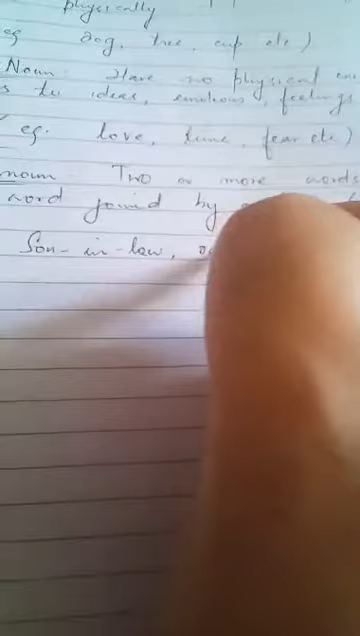 physically
eg dog, tree, cup etc)
Noun Have no physical
to ideas, emotions, feelings
eg. love, time, fear etc)
noun Two or more words
word joind by
Son-in-law,